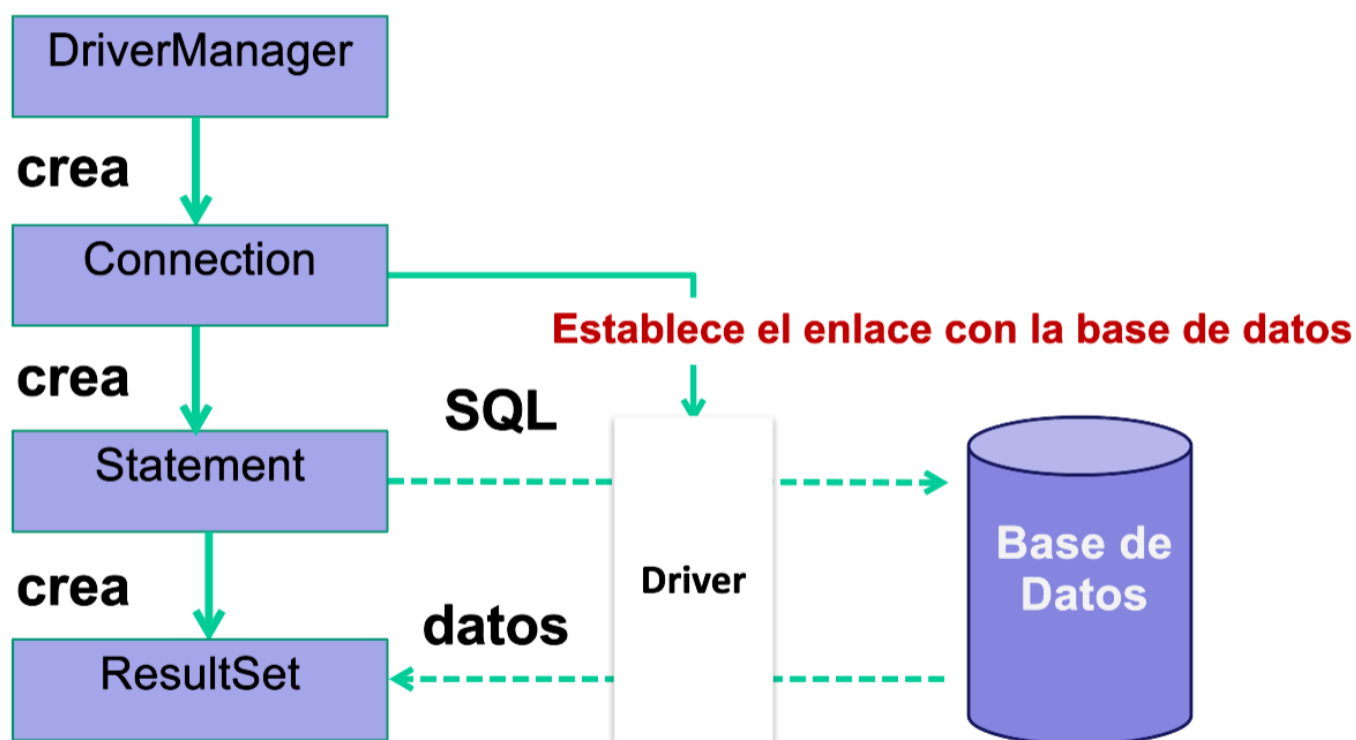 DriverManager
crea
Connection
Establece el enlace con la base de datos
crea
SQL
Statement
Base de
Datos
Driver
crea
datos
ResultSet